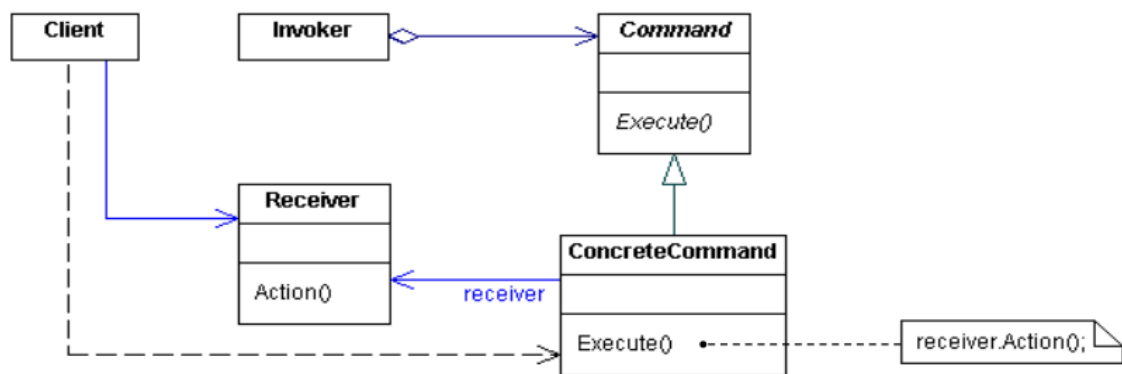 Client
Invoker
Command
Execute()
Receiver
Action()
receiver
ConcreteCommand
Execute()
receiver.Action();